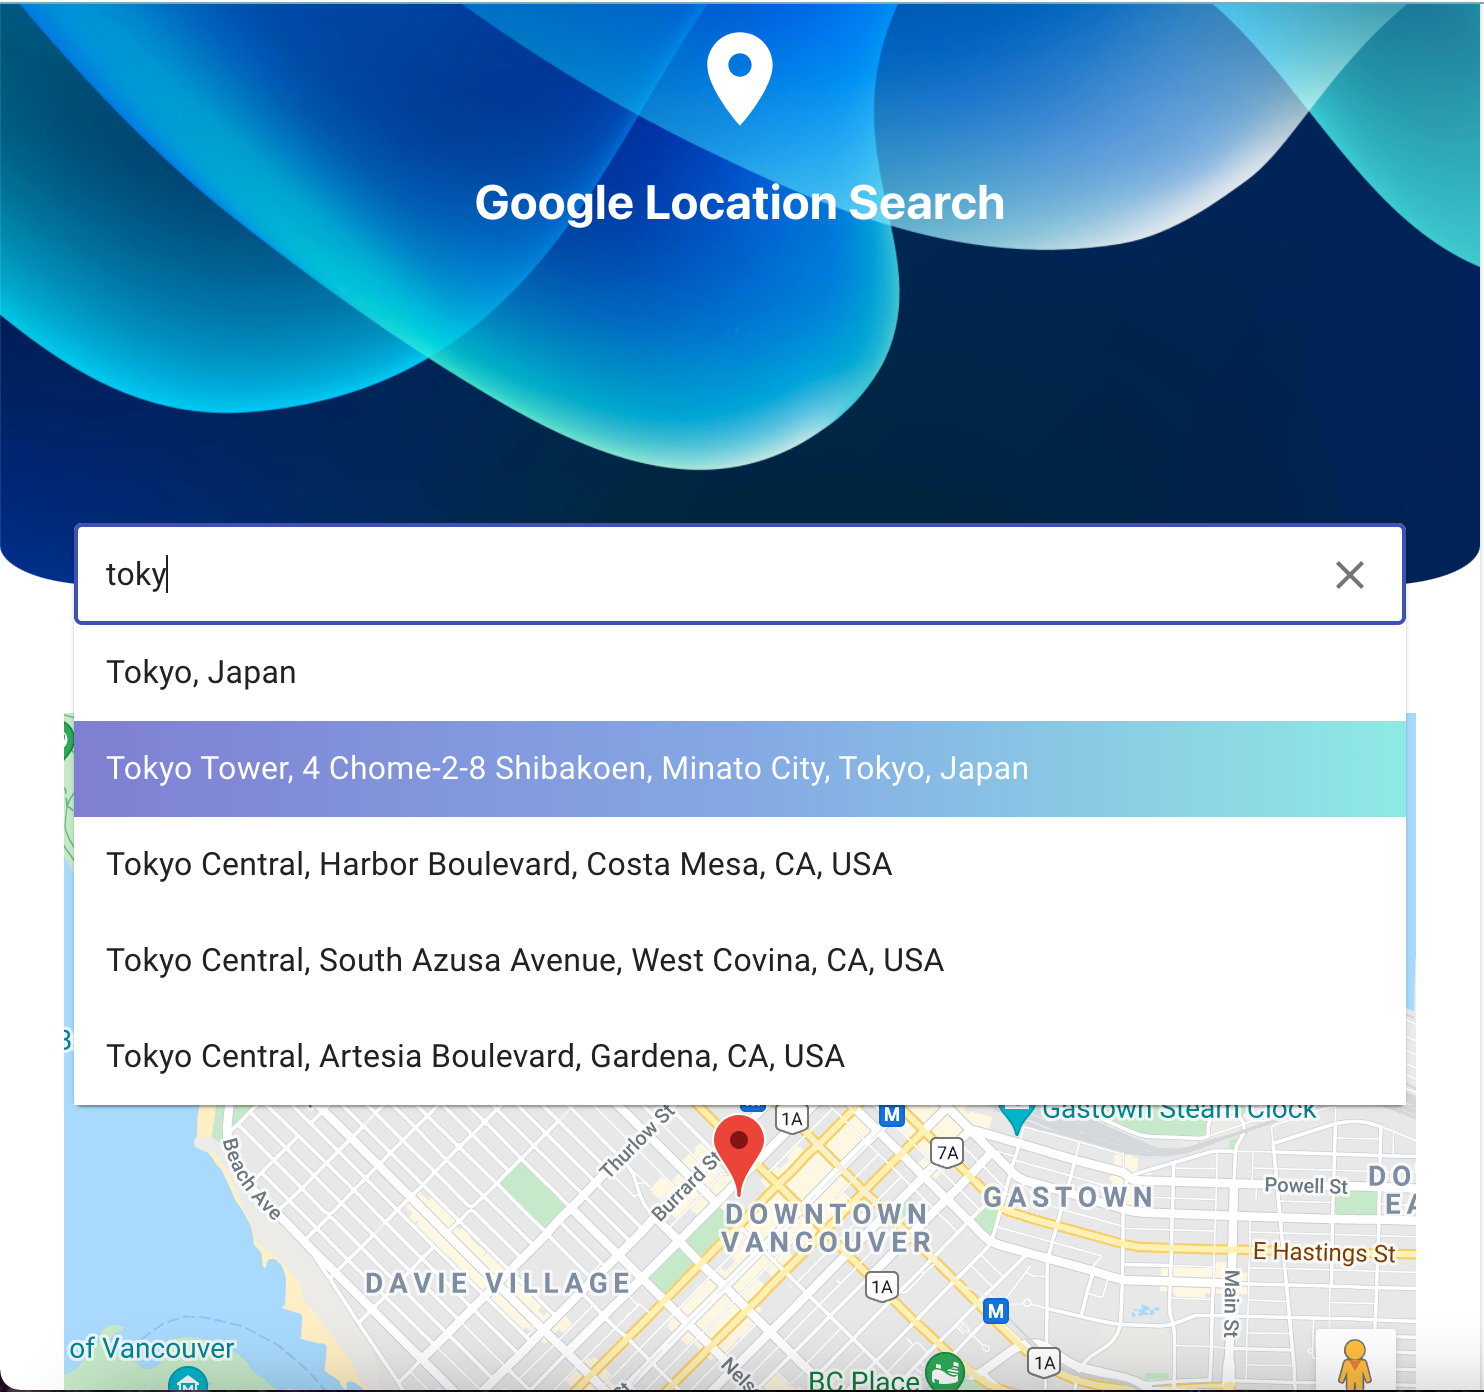 Google Location Search
toky
Tokyo, Japan
Tokyo Tower, 4 Chome-2-8 Shibakoen, Minato City, Tokyo, Japan
Tokyo Central, Harbor Boulevard, Costa Mesa, CA, USA
Tokyo Central, South Azusa Avenue, West Covina, CA, USA
Tokyo Central, Artesia Boulevard, Gardena, CA, USA
Gastown Steam Clock
1A
M
Thurlow St
Burrard St
7A
Beach Ave
GASTOWN
Powell St
DO
EA
DOWNTOWN
VANCOUVER
E Hastings St
DAVIE VILLAGE
1A
M
Main St
of Vancouver
1A
Nels
BC Place